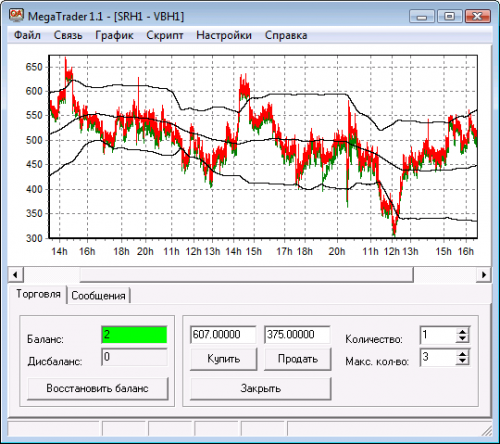 QA MegaTrader 1.1 - [SRH1 - VBH1]
Файл Связь График Скрипт Настройки Справка
650
600
550
500
450
400
350
300
14h 16h 18h 20h 11h 12h 13h 14h 15h 17h 18h 20h 11h 12h 13h 15h 16h
Торговля Сообщения
Баланс: 2 607.00000 375.00000 Количество: 1
Дисбаланс: 0 Купить Продать Макс. кол-во: 3
Восстановить баланс Закрыть